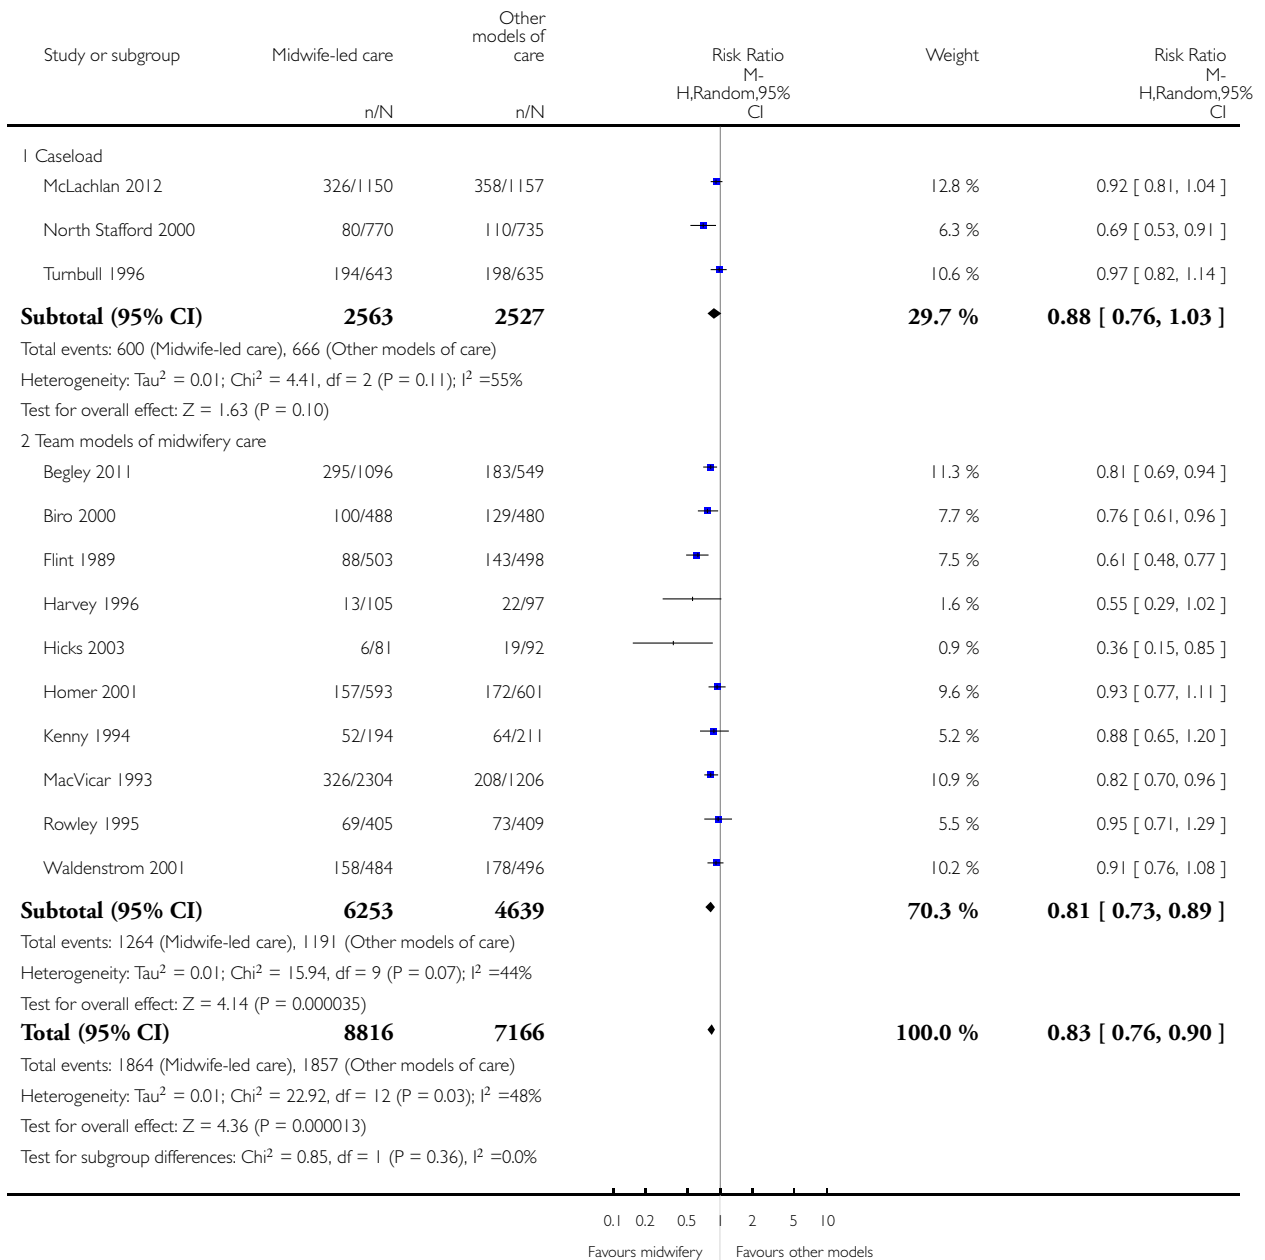 Other
models of
Study or subgroup Midwife-led care care Risk Ratio Weight Risk Ratio
M- M-
H,Random,95% H,Random,95%
n/N n/N CI CI
1 Caseload
McLachlan 2012 326/1150 358/1157 12.8 % 0.92 [ 0.81, 1.04 ]
North Stafford 2000 80/770 110/735 6.3 % 0.69 [ 0.53, 0.91 ]
Turnbull 1996 194/643 198/635 10.6 % 0.97 [ 0.82, 1.14 ]
Subtotal (95% CI) 2563 2527 29.7 % 0.88 [ 0.76, 1.03 ]
Total events: 600 (Midwife-led care), 666 (Other models of care)
Heterogeneity: Tau² = 0.01; Chi² = 4.41, df = 2 (P = 0.11); I² =55%
Test for overall effect: Z = 1.63 (P = 0.10)
2 Team models of midwifery care
Begley 2011 295/1096 183/549 11.3 % 0.81 [ 0.69, 0.94 ]
Biro 2000 100/488 129/480 7.7 % 0.76 [ 0.61, 0.96 ]
Flint 1989 88/503 143/498 7.5 % 0.61 [ 0.48, 0.77 ]
Harvey 1996 13/105 22/97 1.6 % 0.55 [ 0.29, 1.02 ]
Hicks 2003 6/81 19/92 0.9 % 0.36 [ 0.15, 0.85 ]
Homer 2001 157/593 172/601 9.6 % 0.93 [ 0.77, 1.11 ]
Kenny 1994 52/194 64/211 5.2 % 0.88 [ 0.65, 1.20 ]
MacVicar 1993 326/2304 208/1206 10.9 % 0.82 [ 0.70, 0.96 ]
Rowley 1995 69/405 73/409 5.5 % 0.95 [ 0.71, 1.29 ]
Waldenstrom 2001 158/484 178/496 10.2 % 0.91 [ 0.76, 1.08 ]
Subtotal (95% CI) 6253 4639 70.3 % 0.81 [ 0.73, 0.89 ]
Total events: 1264 (Midwife-led care), 1191 (Other models of care)
Heterogeneity: Tau² = 0.01; Chi² = 15.94, df = 9 (P = 0.07); I² =44%
Test for overall effect: Z = 4.14 (P = 0.000035)
Total (95% CI) 8816 7166 100.0 % 0.83 [ 0.76, 0.90 ]
Total events: 1864 (Midwife-led care), 1857 (Other models of care)
Heterogeneity: Tau² = 0.01; Chi² = 22.92, df = 12 (P = 0.03); I² =48%
Test for overall effect: Z = 4.36 (P = 0.000013)
Test for subgroup differences: Chi² = 0.85, df = 1 (P = 0.36), I² =0.0%
0.1 0.2 0.5 1 2 5 10
Favours midwifery Favours other models